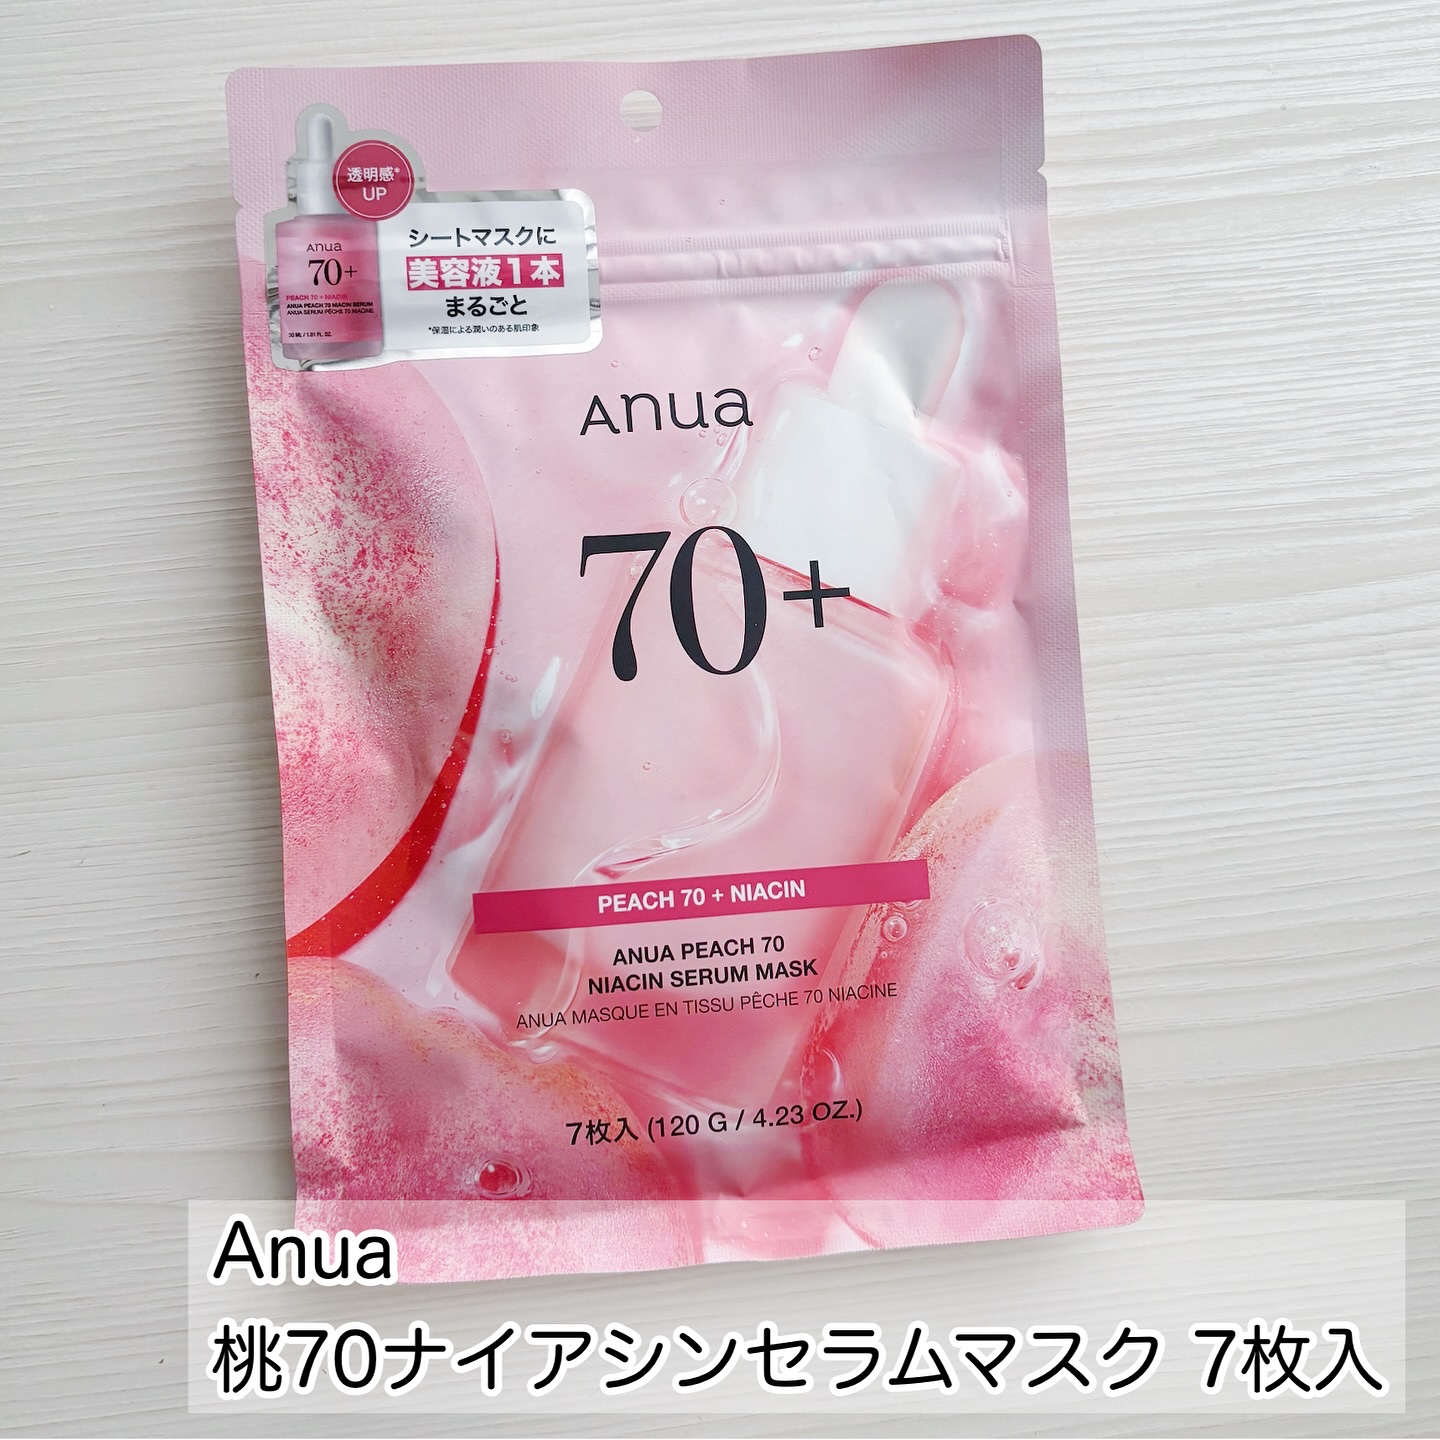 透明感*
UP
Anua
70+
PEACH 70 + NIACIN
ANUA PEACH 70 NIACIN SERUM
ANUA SÉRUM PÊCHE 70 NIACINE
30 ML / 1.01 FL. OZ.
シートマスクに
美容液1本
まるごと
*保湿による潤いのある肌印象
Anua
70+
PEACH 70 + NIACIN
ANUA PEACH 70
NIACIN SERUM MASK
ANUA MASQUE EN TISSU PÊCHE 70 NIACINE
7枚入 (120 G / 4.23 OZ.)
Anua
桃70ナイアシンセラムマスク 7枚入